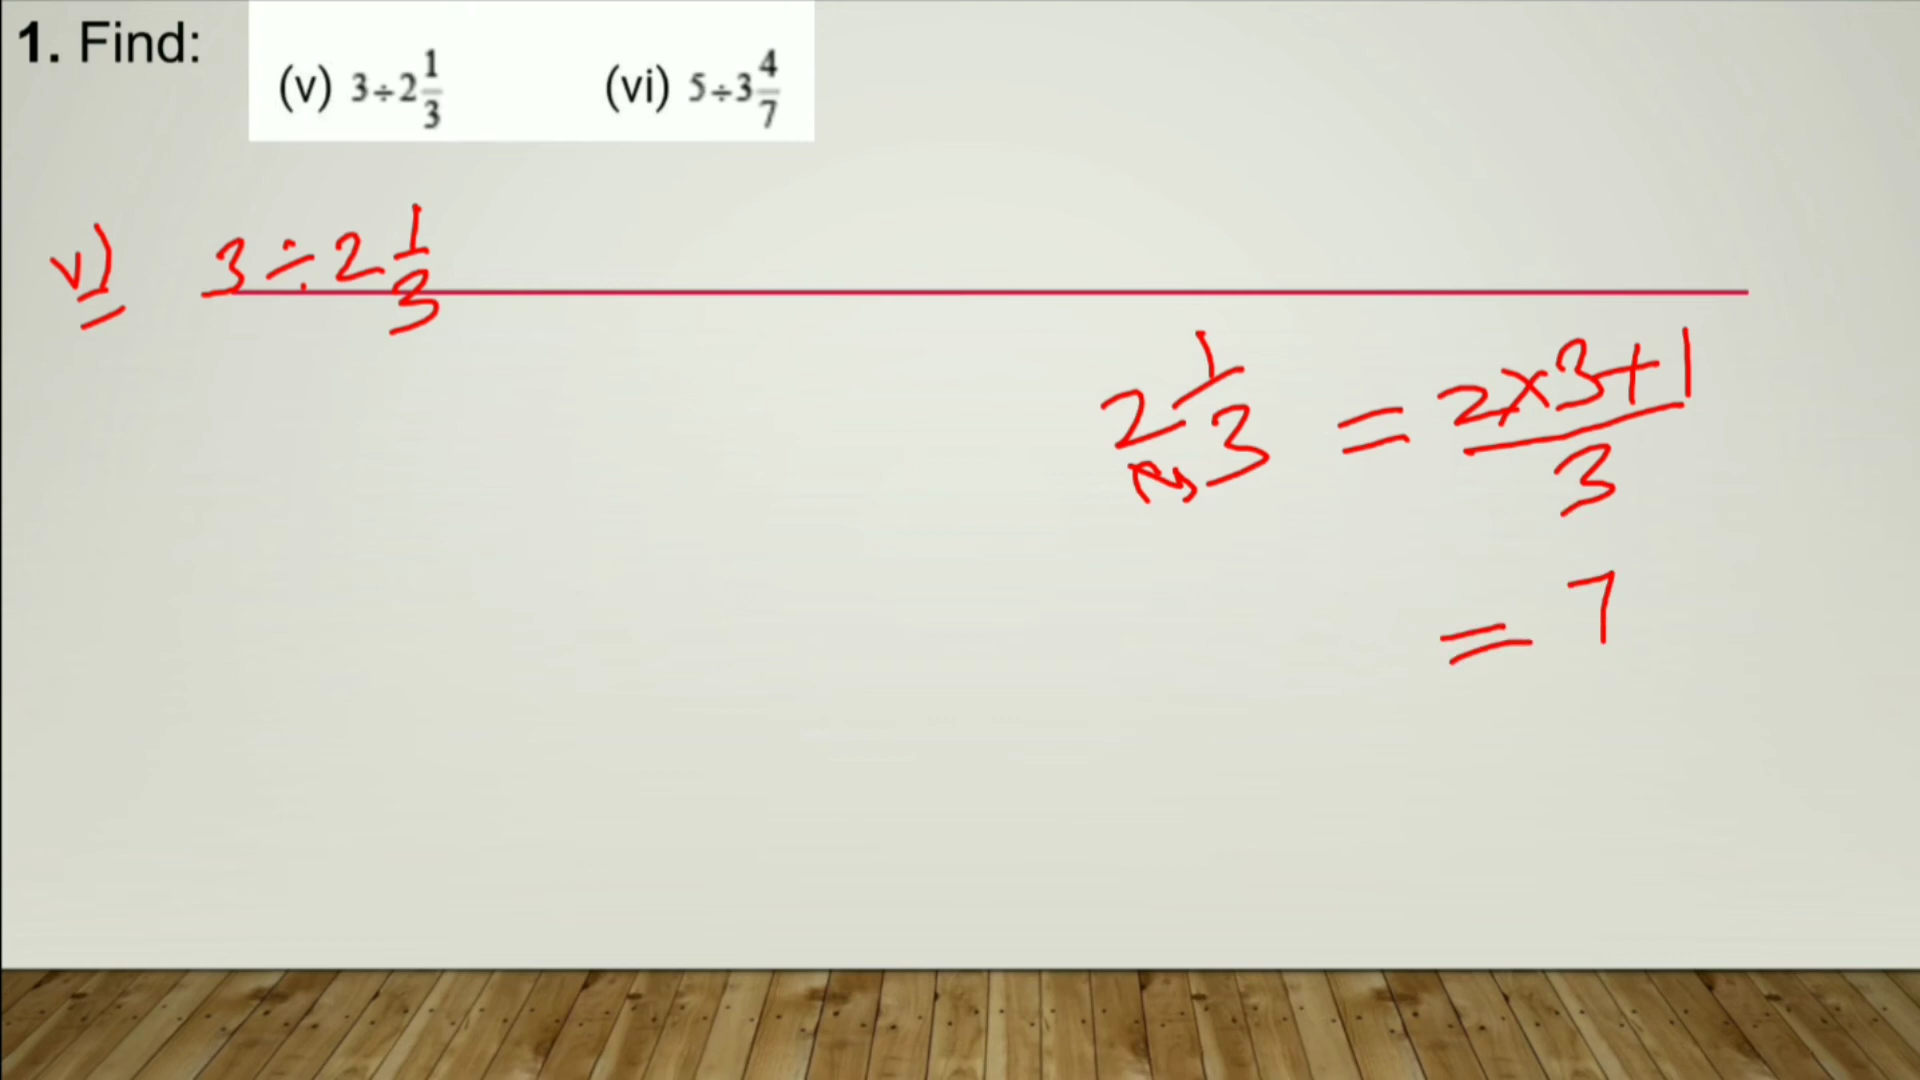 1. Find:
(v) 3÷2 1/3 (vi) 5÷3 4/7
v) 3÷2 1/3
2 1/3 = 2×3+1/3
= 7